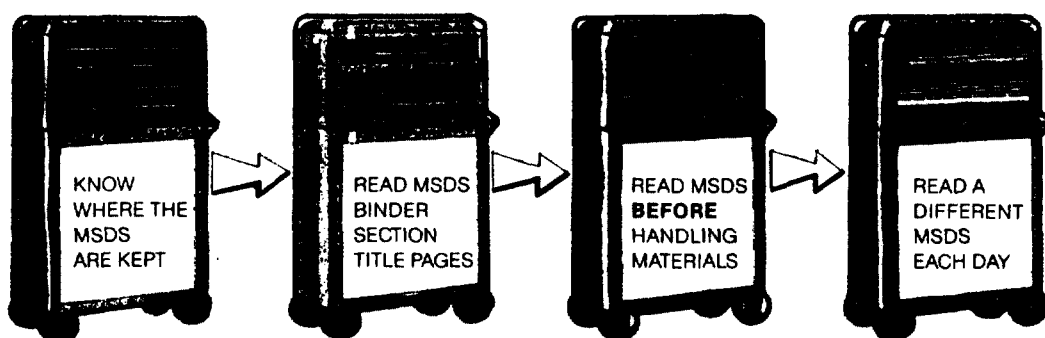 KNOW
WHERE THE
MSDS
ARE KEPT
READ MSDS
BINDER
SECTION
TITLE PAGES
READ MSDS
BEFORE
HANDLING
MATERIALS
READ A
DIFFERENT
MSDS
EACH DAY